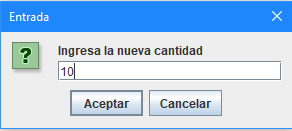 Entrada
Ingresa la nueva cantidad
10
Aceptar
Cancelar